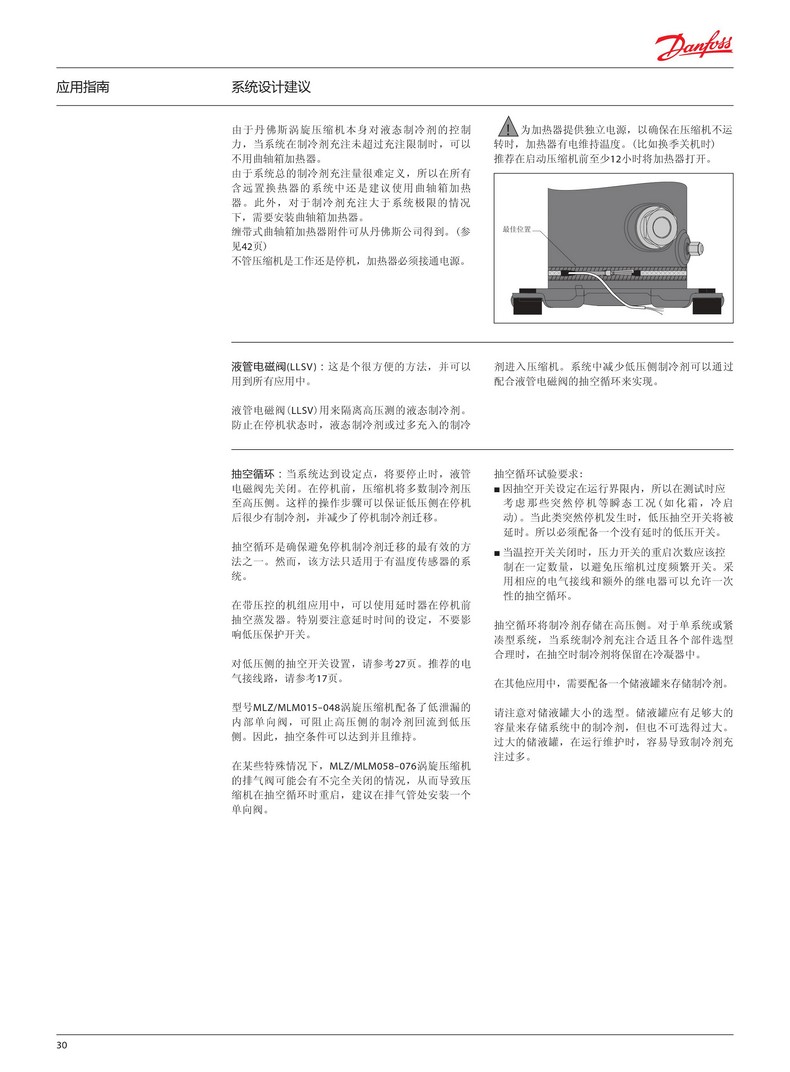 Danfoss
应用指南
系统设计建议
由于丹佛斯涡旋压缩机本身对液态制冷剂的控制
力，当系统在制冷剂充注未超过充注限制时，可以
不用曲轴箱加热器。
由于系统总的制冷剂充注量很难定义，所以在所有
含远置换热器的系统中还是建议使用曲轴箱加热
器。此外，对于制冷剂充注大于系统极限的情况
下，需要安装曲轴箱加热器。
缠带式曲轴箱加热器附件可从丹佛斯公司得到。(参
见42页)
不管压缩机是工作还是停机，加热器必须接通电源。
为加热器提供独立电源，以确保在压缩机不运
转时，加热器有电维持温度。(比如换季关机时)
推荐在启动压缩机前至少12小时将加热器打开。
最佳位置
液管电磁阀(LLSV)：这是个很方便的方法，并可以
用到所有应用中。
液管电磁阀(LLSV)用来隔离高压测的液态制冷剂。
防止在停机状态时，液态制冷剂或过多充入的制冷
剂进入压缩机。系统中减少低压侧制冷剂可以通过
配合液管电磁阀的抽空循环来实现。
抽空循环：当系统达到设定点，将要停止时，液管
电磁阀先关闭。在停机前，压缩机将多数制冷剂压
至高压侧。这样的操作步骤可以保证低压侧在停机
后很少有制冷剂，并减少了停机制冷剂迁移。
抽空循环是确保避免停机制冷剂迁移的最有效的方
法之一。然而，该方法只适用于有温度传感器的系
统。
在带压控的机组应用中，可以使用延时器在停机前
抽空蒸发器。特别要注意延时时间的设定，不要影
响低压保护开关。
对低压侧的抽空开关设置，请参考27页。推荐的电
气接线路，请参考17页。
型号MLZ/MLM015-048涡旋压缩机配备了低泄漏的
内部单向阀，可阻止高压侧的制冷剂回流到低压
侧。因此，抽空条件可以达到并且维持。
在某些特殊情况下，MLZ/MLM058-076涡旋压缩机
的排气阀可能会有不完全关闭的情况，从而导致压
缩机在抽空循环时重启，建议在排气管处安装一个
单向阀。
抽空循环试验要求:
■ 因抽空开关设定在运行界限内，所以在测试时应
考虑那些突然停机等瞬态工况(如化霜，冷启
动)。当此类突然停机发生时，低压抽空开关将被
延时。所以必须配备一个没有延时的低压开关。
■ 当温控开关关闭时，压力开关的重启次数应该控
制在一定数量，以避免压缩机过度频繁开关。采
用相应的电气接线和额外的继电器可以允许一次
性的抽空循环。
抽空循环将制冷剂存储在高压侧。对于单系统或紧
凑型系统，当系统制冷剂充注合适且各个部件选型
合理时，在抽空时制冷剂将保留在冷凝器中。
在其他应用中，需要配备一个储液罐来存储制冷剂。
请注意对储液罐大小的选型。储液罐应有足够大的
容量来存储系统中的制冷剂，但也不可选得过大。
过大的储液罐，在运行维护时，容易导致制冷剂充
注过多。
30